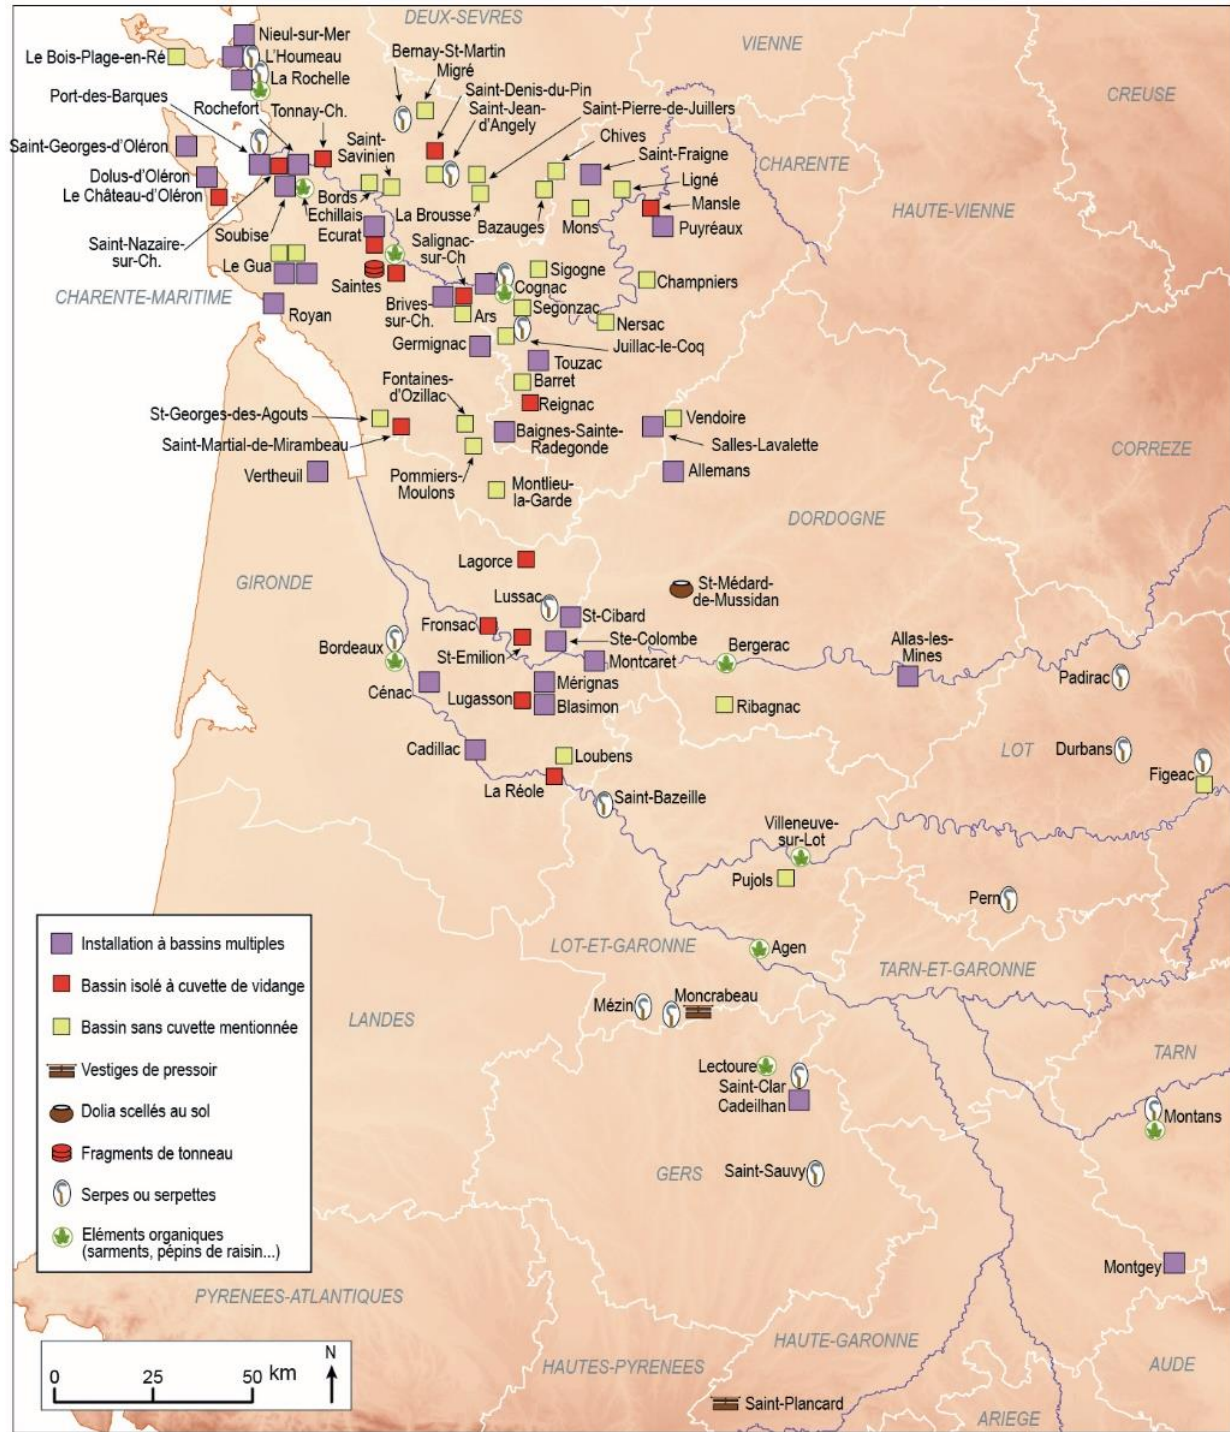 DEUX-SEVRES
VIENNE
CREUSE
Nieul-sur-Mer
Le Bois-Plage-en-Ré
L'Houmeau
La Rochelle
Bernay-St-Martin
Migré
Saint-Denis-du-Pin
Port-des-Barques
Rochefort
Tonnay-Ch.
Saint-Jean-
d'Angely
Saint-Pierre-de-Juillers
Chives
Saint-Georges-d'Oléron
Saint-
Savinien
Saint-Fraigne
CHARENTE
Dolus-d'Oléron
Le Château-d'Oléron
Bords
Ligné
Echillais
La Brousse
Mansle
HAUTE-VIENNE
Soubise
Ecurat
Bazauges
Mons
Puyréaux
Saint-Nazaire-
sur-Ch.
Salignac-
sur-Ch
Le Gua
Saintes
Sigogne
Cognac
Champniers
CHARENTE-MARITIME
Royan
Brives-
sur-Ch.
Ars
Segonzac
Nersac
Germignac
Juillac-le-Coq
Touzac
Fontaines-
d'Ozillac
Barret
Reignac
St-Georges-des-Agouts
Vendoire
Saint-Martial-de-Mirambeau
Baignes-Sainte-
Radegonde
Salles-Lavalette
CORREZE
Vertheuil
Pommiers-
Moulons
Montlieu-
la-Garde
Allemans
DORDOGNE
Lagorce
GIRONDE
Lussac
St-Médard-
de-Mussidan
St-Cibard
Fronsac
Ste-Colombe
Bordeaux
St-Emilion
Montcaret
Bergerac
Allas-les-
Mines
Cénac
Mérignas
Padirac
Lugasson
Blasimon
Ribagnac
Cadillac
Loubens
LOT
Durbans
Figeac
La Réole
Saint-Bazeille
Villeneuve-
sur-Lot
Pujols
Pern
LOT-ET-GARONNE
Agen
TARN-ET-GARONNE
Mézin
Moncrabeau
LANDES
TARN
Lectoure
Saint-Clar
Cadeilhan
Montans
GERS
Saint-Sauvy
Montgey
PYRENEES-ATLANTIQUES
HAUTE-GARONNE
HAUTES-PYRENEES
AUDE
Saint-Plancard
ARIEGE
Installation à bassins multiples
Bassin isolé à cuvette de vidange
Bassin sans cuvette mentionnée
Vestiges de pressoir
Dolia scellés au sol
Fragments de tonneau
Serpes ou serpettes
Eléments organiques
(sarments, pépins de raisin...)
N
0 25 50 km